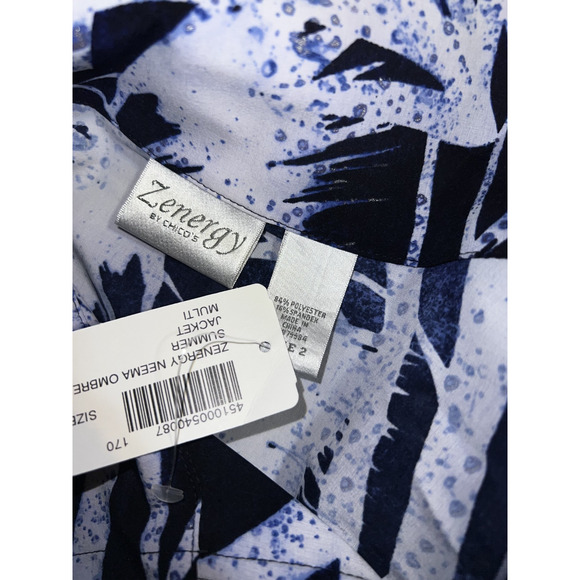 Zenergy
BY CHICO'S
86% POLYESTER
16% SPANDEX
MADE IN
CHINA
E 2
ZENERGY NEEMA OMBRE
SUMMER
JACKET
MULTI
451000540087
170
SIZE